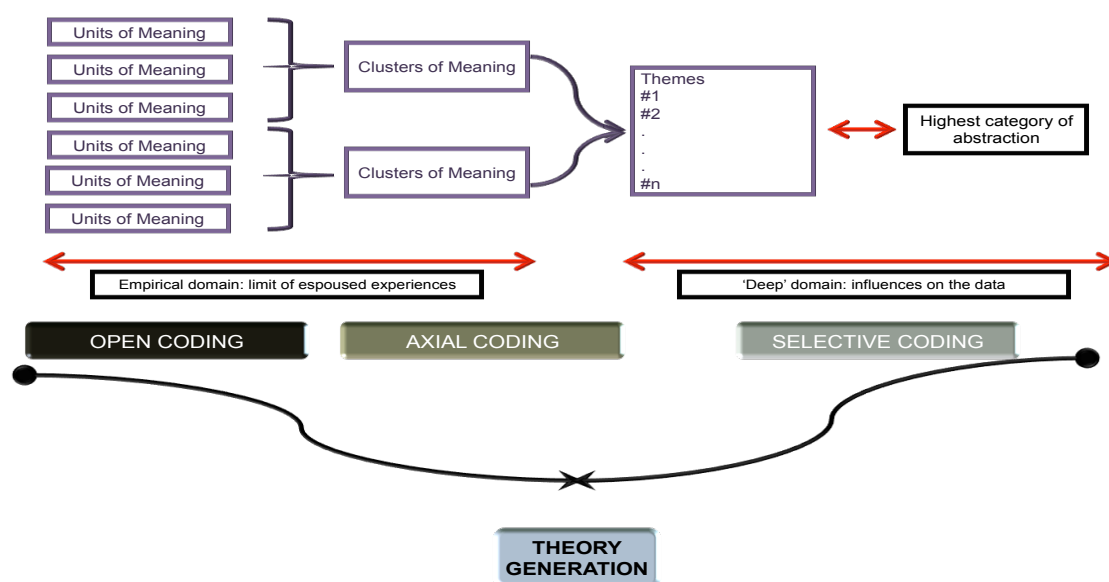 Units of Meaning
Units of Meaning
Units of Meaning
Units of Meaning
Units of Meaning
Units of Meaning
Clusters of Meaning
Clusters of Meaning
Themes
#1
#2
.
.
.
#n
Highest category of
abstraction
Empirical domain: limit of espoused experiences
‘Deep’ domain: influences on the data
OPEN CODING
AXIAL CODING
SELECTIVE CODING
THEORY
GENERATION